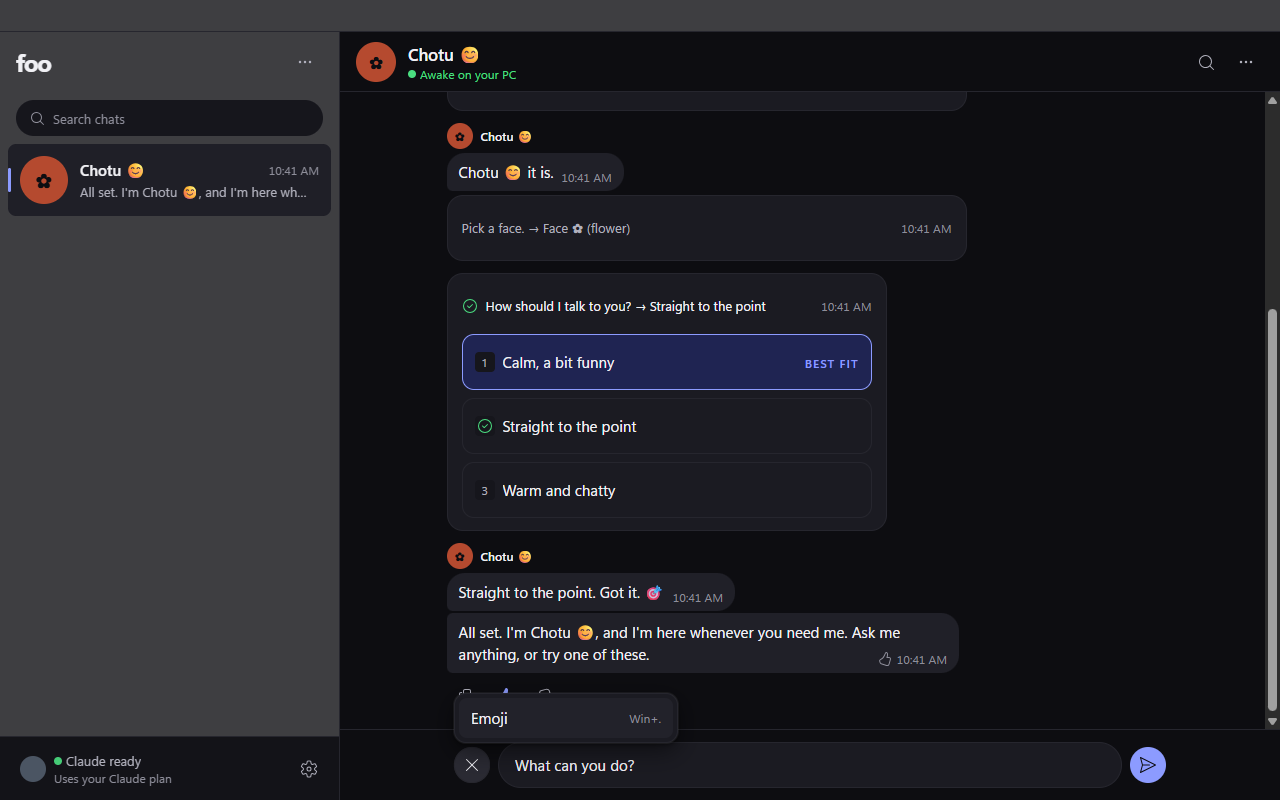 foo
Search chats
Chotu 😊 10:41 AM
All set. I'm Chotu 😊, and I'm here wh...
Claude ready
Uses your Claude plan
Chotu 😊
Awake on your PC
Chotu 😊
Chotu 😊 it is. 10:41 AM
Pick a face. → Face ✿ (flower) 10:41 AM
How should I talk to you? → Straight to the point 10:41 AM
1 Calm, a bit funny BEST FIT
Straight to the point
3 Warm and chatty
Chotu 😊
Straight to the point. Got it. 🎯 10:41 AM
All set. I'm Chotu 😊, and I'm here whenever you need me. Ask me
anything, or try one of these.
10:41 AM
Emoji Win+.
What can you do?